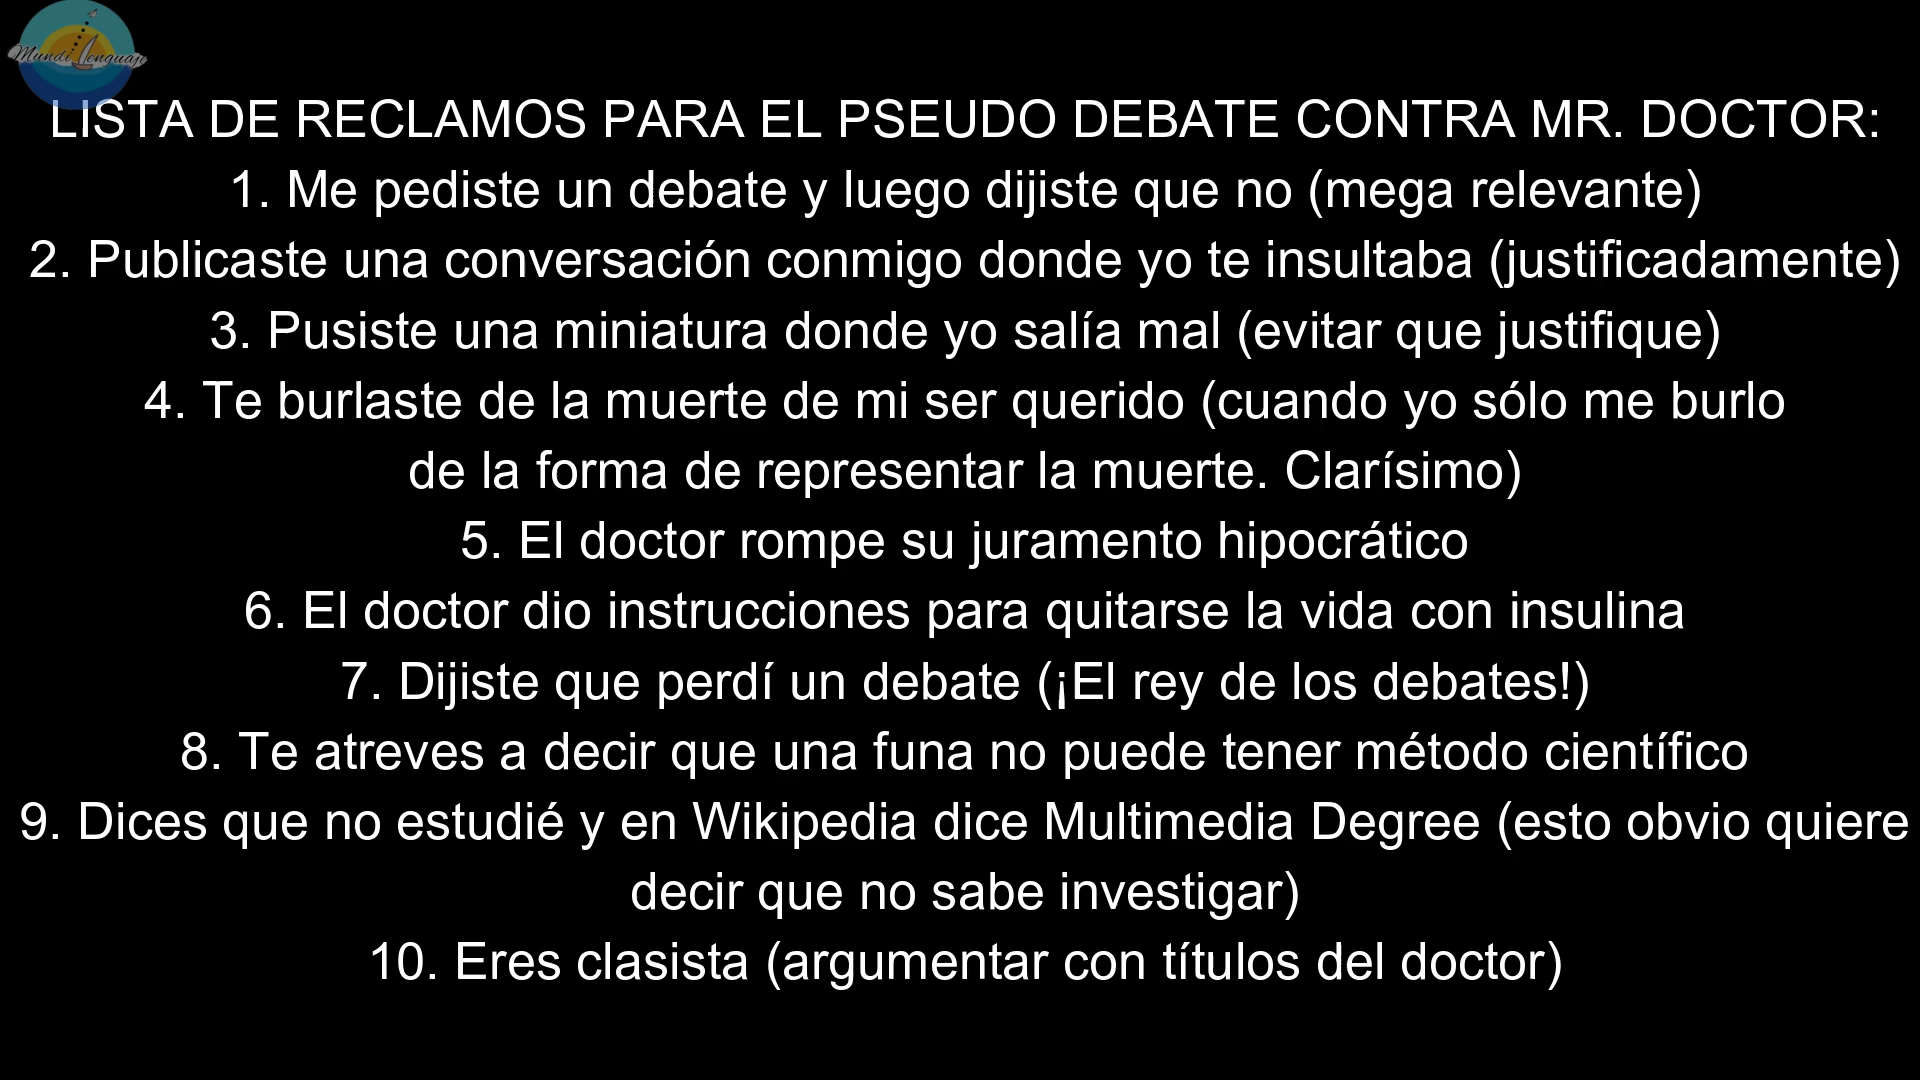 Mundi Lenguaje
LISTA DE RECLAMOS PARA EL PSEUDO DEBATE CONTRA MR. DOCTOR:
1. Me pediste un debate y luego dijiste que no (mega relevante)
2. Publicaste una conversación conmigo donde yo te insultaba (justificadamente)
3. Pusiste una miniatura donde yo salía mal (evitar que justifique)
4. Te burlaste de la muerte de mi ser querido (cuando yo sólo me burlo
de la forma de representar la muerte. Clarísimo)
5. El doctor rompe su juramento hipocrático
6. El doctor dio instrucciones para quitarse la vida con insulina
7. Dijiste que perdí un debate (¡El rey de los debates!)
8. Te atreves a decir que una funa no puede tener método científico
9. Dices que no estudié y en Wikipedia dice Multimedia Degree (esto obvio quiere
decir que no sabe investigar)
10. Eres clasista (argumentar con títulos del doctor)